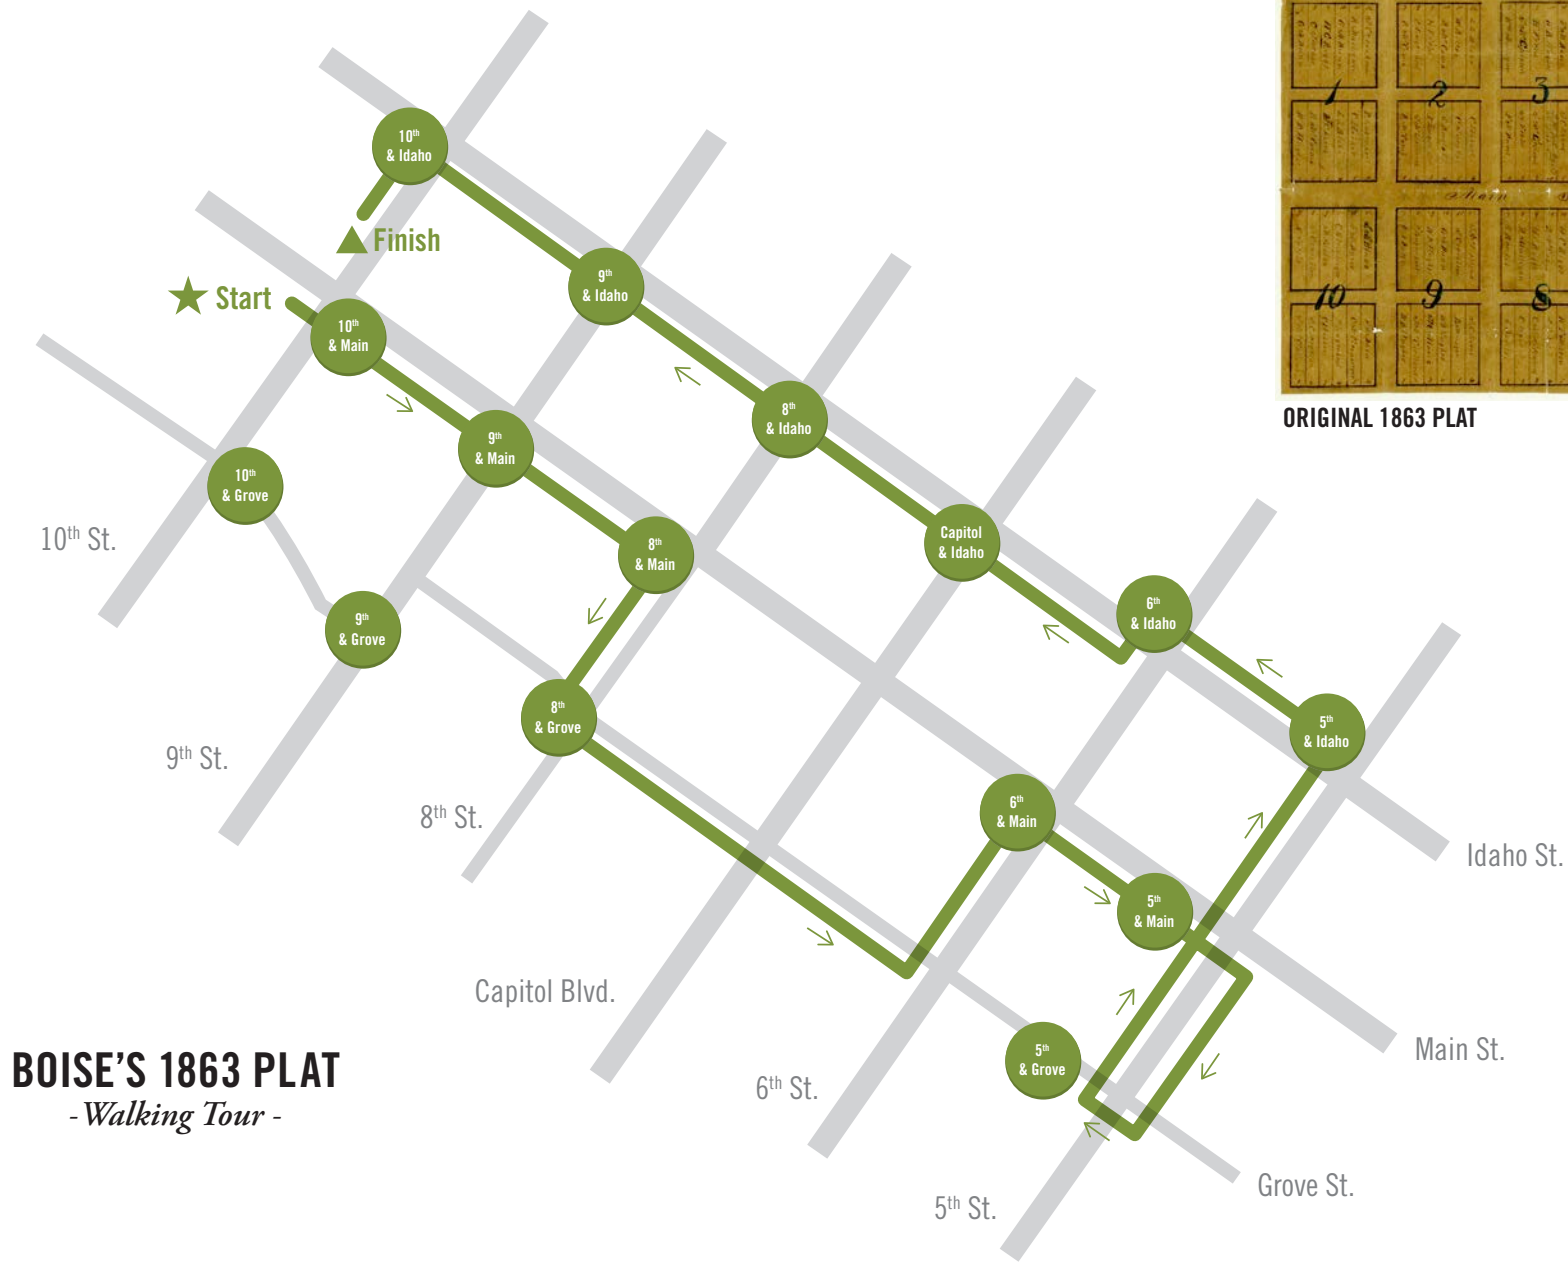 1
2
3
Main
10
9
8
ORIGINAL 1863 PLAT
10th
& Idaho
Finish
9th
& Idaho
Start
10th
& Main
8th
& Idaho
9th
& Main
10th
& Grove
10th St.
8th
& Main
Capitol
& Idaho
9th
& Grove
6th
& Idaho
8th
& Grove
5th
& Idaho
9th St.
8th St.
6th
& Main
Idaho St.
5th
& Main
Capitol Blvd.
Main St.
5th
& Grove
BOISE'S 1863 PLAT
- Walking Tour -
6th St.
Grove St.
5th St.